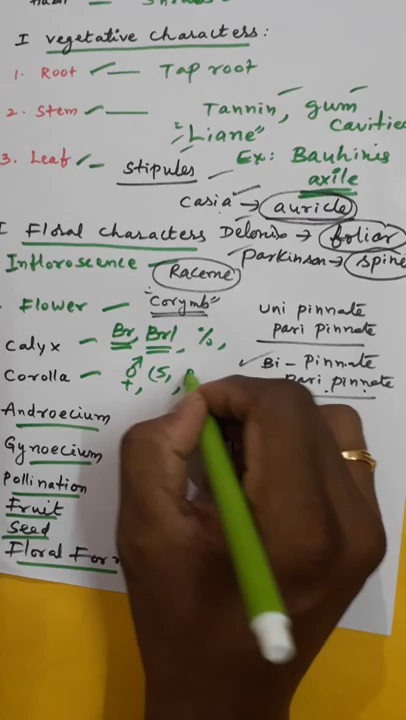 I vegetative characters:
1. Root — Tap root
2. Stem — Tannin, gum cavities
"Liane" Ex: Bauhinia
3. Leaf — stipules axile
Casia → auricle
I Floral characters Delonix → foliar
Infloroscence — Raceme Parkinson → spine
Flower — "Corymb" Uni pinnate
pari pinnate
Calyx - Br, Brl, %,
Bi - Pinnate
Corolla - ⚥, (5,
pari pinnate
Androecium
Gynoecium
Pollination
Fruit
Seed
Floral For